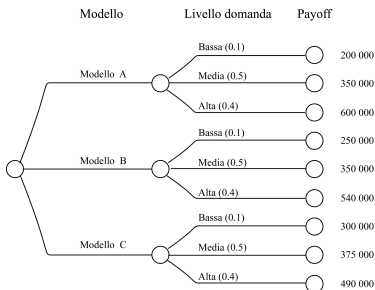 Modello Livello domanda Payoff
Bassa (0.1) 200 000
Modello A Media (0.5) 350 000
Alta (0.4) 600 000
Bassa (0.1) 250 000
Modello B Media (0.5) 350 000
Alta (0.4) 540 000
Bassa (0.1) 300 000
Modello C Media (0.5) 375 000
Alta (0.4) 490 000